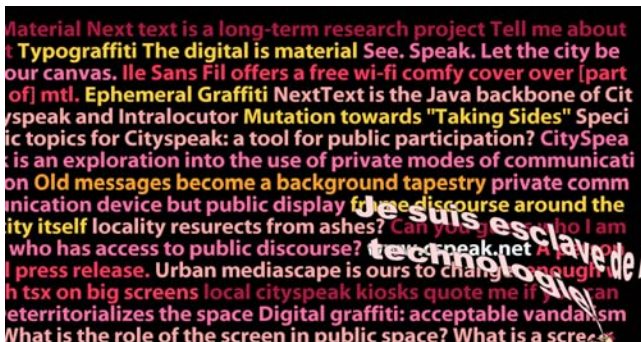 Material Next text is a long-term research project Tell me about
t Typograffiti The digital is material See. Speak. Let the city be
our canvas. Ile Sans Fil offers a free wi-fi comfy cover over [part
of] mtl. Ephemeral Graffiti NextText is the Java backbone of Cit
yspeak and Intralocutor Mutation towards "Taking Sides" Speci
ic topics for Cityspeak: a tool for public participation? CitySpea
k is an exploration into the use of private modes of communicati
on Old messages become a background tapestry private comm
unication device but public display frame discourse around the
city itself locality resurects from ashes? Can you who I am
who has access to public discourse? www.cspeak.net A
l press release. Urban mediascape is ours to change
h tsx on big screens local cityspeak kiosks quote me if can
eterritorializes the space Digital graffiti: acceptable vandalism
What is the role of the screen in public space? What is a
Je suis esclave de
technologie!